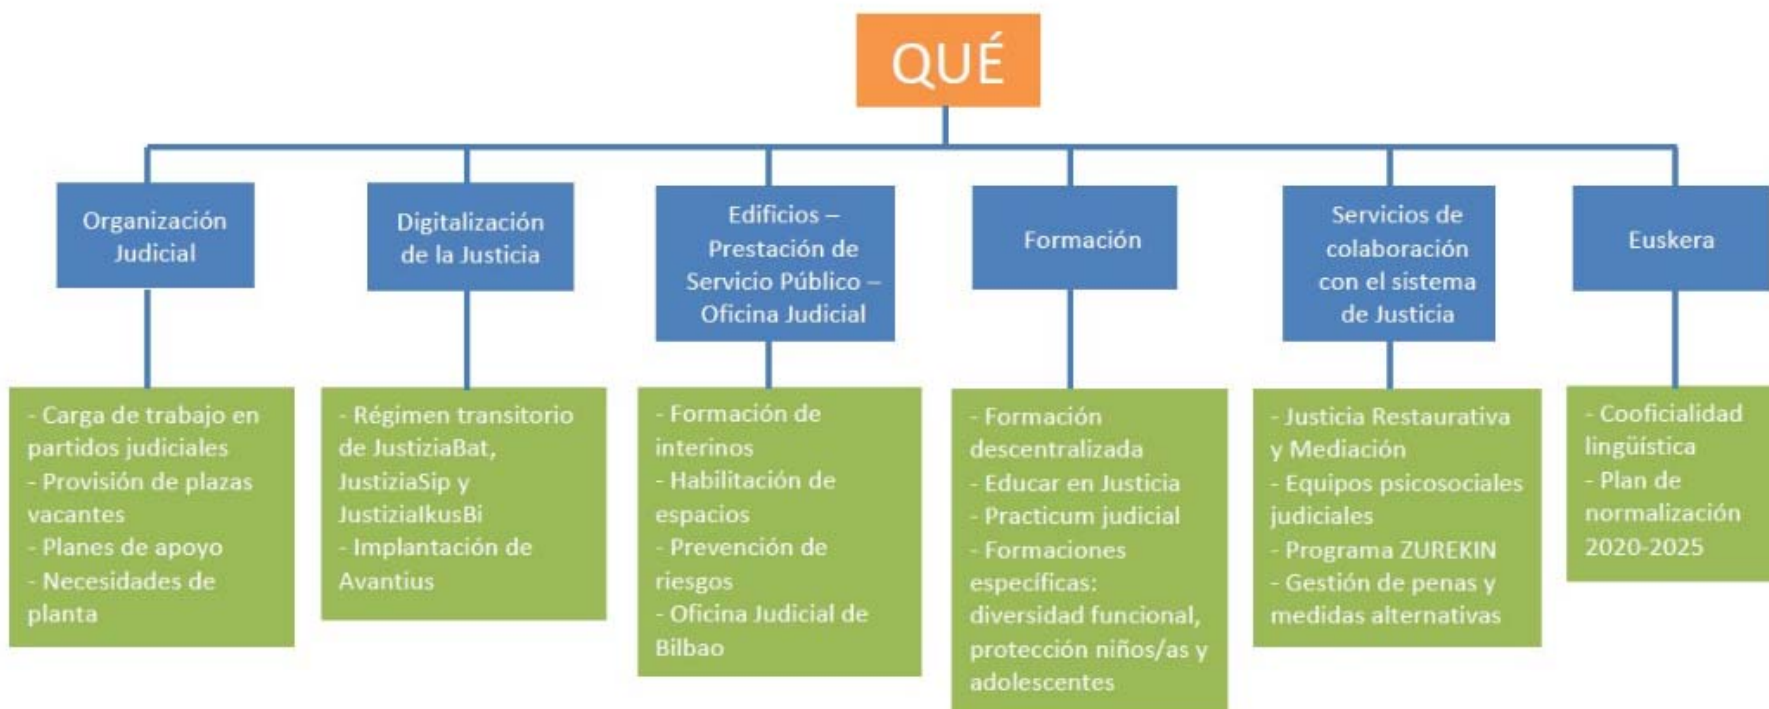 QUÉ
Organización
Judicial
Digitalización
de la Justicia
Edificios –
Prestación de
Servicio Público –
Oficina Judicial
Formación
Servicios de
colaboración
con el sistema
de Justicia
Euskera
- Carga de trabajo en
partidos judiciales
- Provisión de plazas
vacantes
- Planes de apoyo
- Necesidades de
planta
- Régimen transitorio
de JustiziaBat,
JustiziaSip y
JustiziaIkusBi
- Implantación de
Avantius
- Formación de
interinos
- Habilitación de
espacios
- Prevención de
riesgos
- Oficina Judicial de
Bilbao
- Formación
descentralizada
- Educar en Justicia
- Practicum judicial
- Formaciones
específicas:
diversidad funcional,
protección niños/as y
adolescentes
- Justicia Restaurativa
y Mediación
- Equipos psicosociales
judiciales
- Programa ZUREKIN
- Gestión de penas y
medidas alternativas
- Cooficialidad
lingüística
- Plan de
normalización
2020-2025